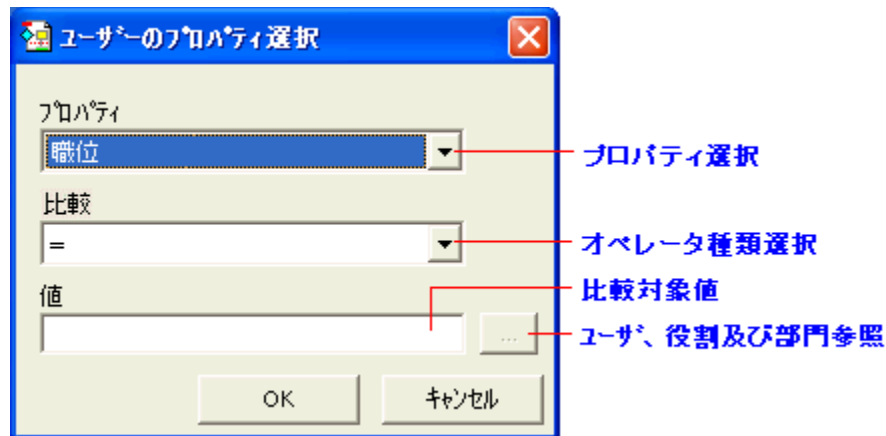 ﾕｰｻﾞｰのﾌﾟﾛﾊﾟﾃｨ選択
ﾌﾟﾛﾊﾟﾃｨ
職位
プロパティ選択
比較
=
オペレータ種類選択
値
比較対象値
...
ﾕｰｻﾞ、役割及び部門参照
OK
ｷｬﾝｾﾙ